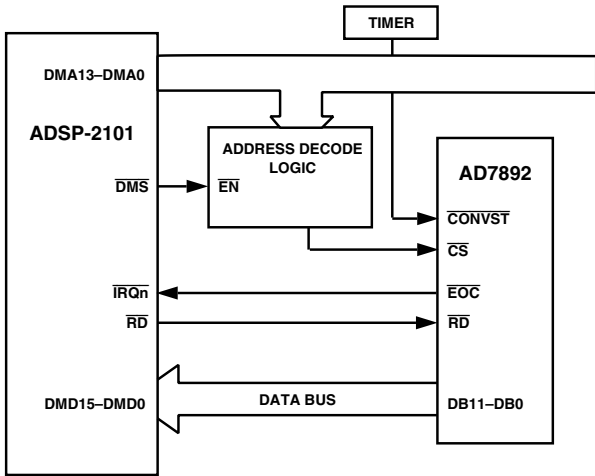 TIMER
DMA13–DMA0
ADSP-2101
ADDRESS DECODE
LOGIC
AD7892
DMS
EN
CONVST
CS
IRQn
EOC
RD
RD
DMD15–DMD0
DATA BUS
DB11–DB0